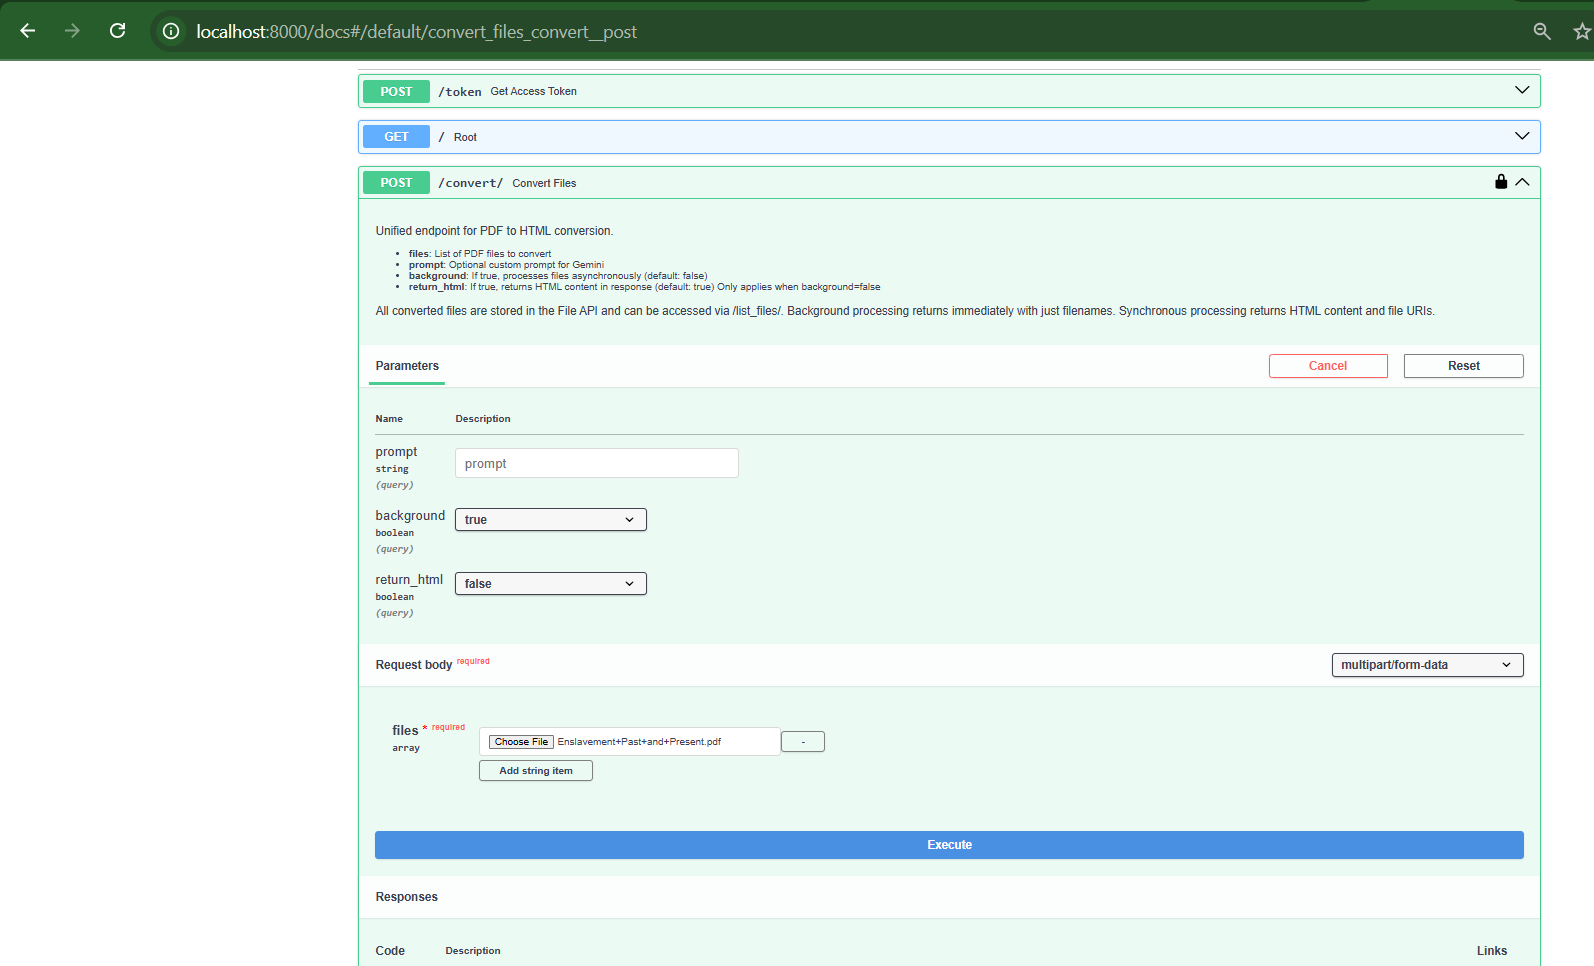 localhost:8000/docs#/default/convert_files_convert__post
POST /token Get Access Token
GET / Root
POST /convert/ Convert Files
Unified endpoint for PDF to HTML conversion.
• files: List of PDF files to convert
• prompt: Optional custom prompt for Gemini
• background: If true, processes files asynchronously (default: false)
• return_html: If true, returns HTML content in response (default: true) Only applies when background=false
All converted files are stored in the File API and can be accessed via /list_files/. Background processing returns immediately with just filenames. Synchronous processing returns HTML content and file URIs.
Parameters Cancel Reset
Name Description
prompt
string
(query)
prompt
background
boolean
(query)
true
return_html
boolean
(query)
false
Request body required multipart/form-data
files * required
array
Choose File Enslavement+Past+and+Present.pdf -
Add string item
Execute
Responses
Code Description Links